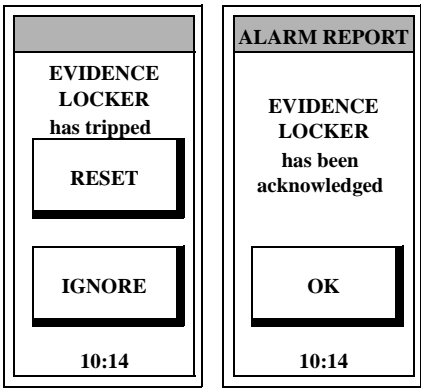 EVIDENCE
LOCKER
has tripped
RESET
IGNORE
10:14
ALARM REPORT
EVIDENCE
LOCKER
has been
acknowledged
OK
10:14